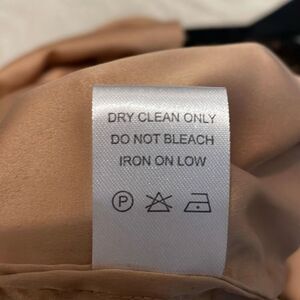 DRY CLEAN ONLY
DO NOT BLEACH
IRON ON LOW
P